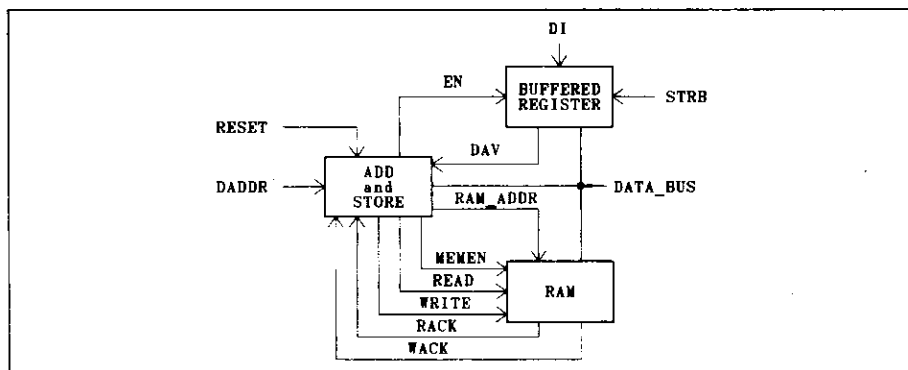 DI
EN
BUFFERED
REGISTER
STRB
RESET
DAV
ADD
and
STORE
DADDR
DATA_BUS
RAM_ADDR
MEMEN
READ
RAM
WRITE
RACK
WACK